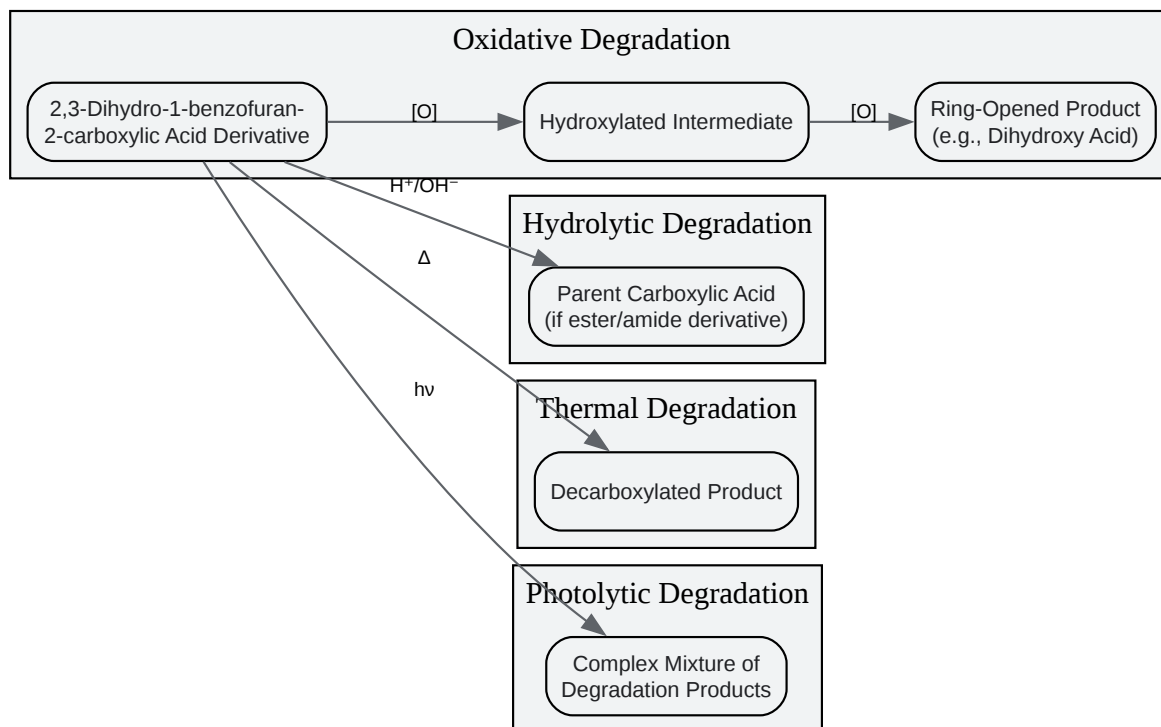 Oxidative Degradation
2,3-Dihydro-1-benzofuran-
2-carboxylic Acid Derivative
[O]
Hydroxylated Intermediate
[O]
Ring-Opened Product
(e.g., Dihydroxy Acid)
H⁺/OH⁻
Hydrolytic Degradation
Δ
Parent Carboxylic Acid
(if ester/amide derivative)
hν
Thermal Degradation
Decarboxylated Product
Photolytic Degradation
Complex Mixture of
Degradation Products